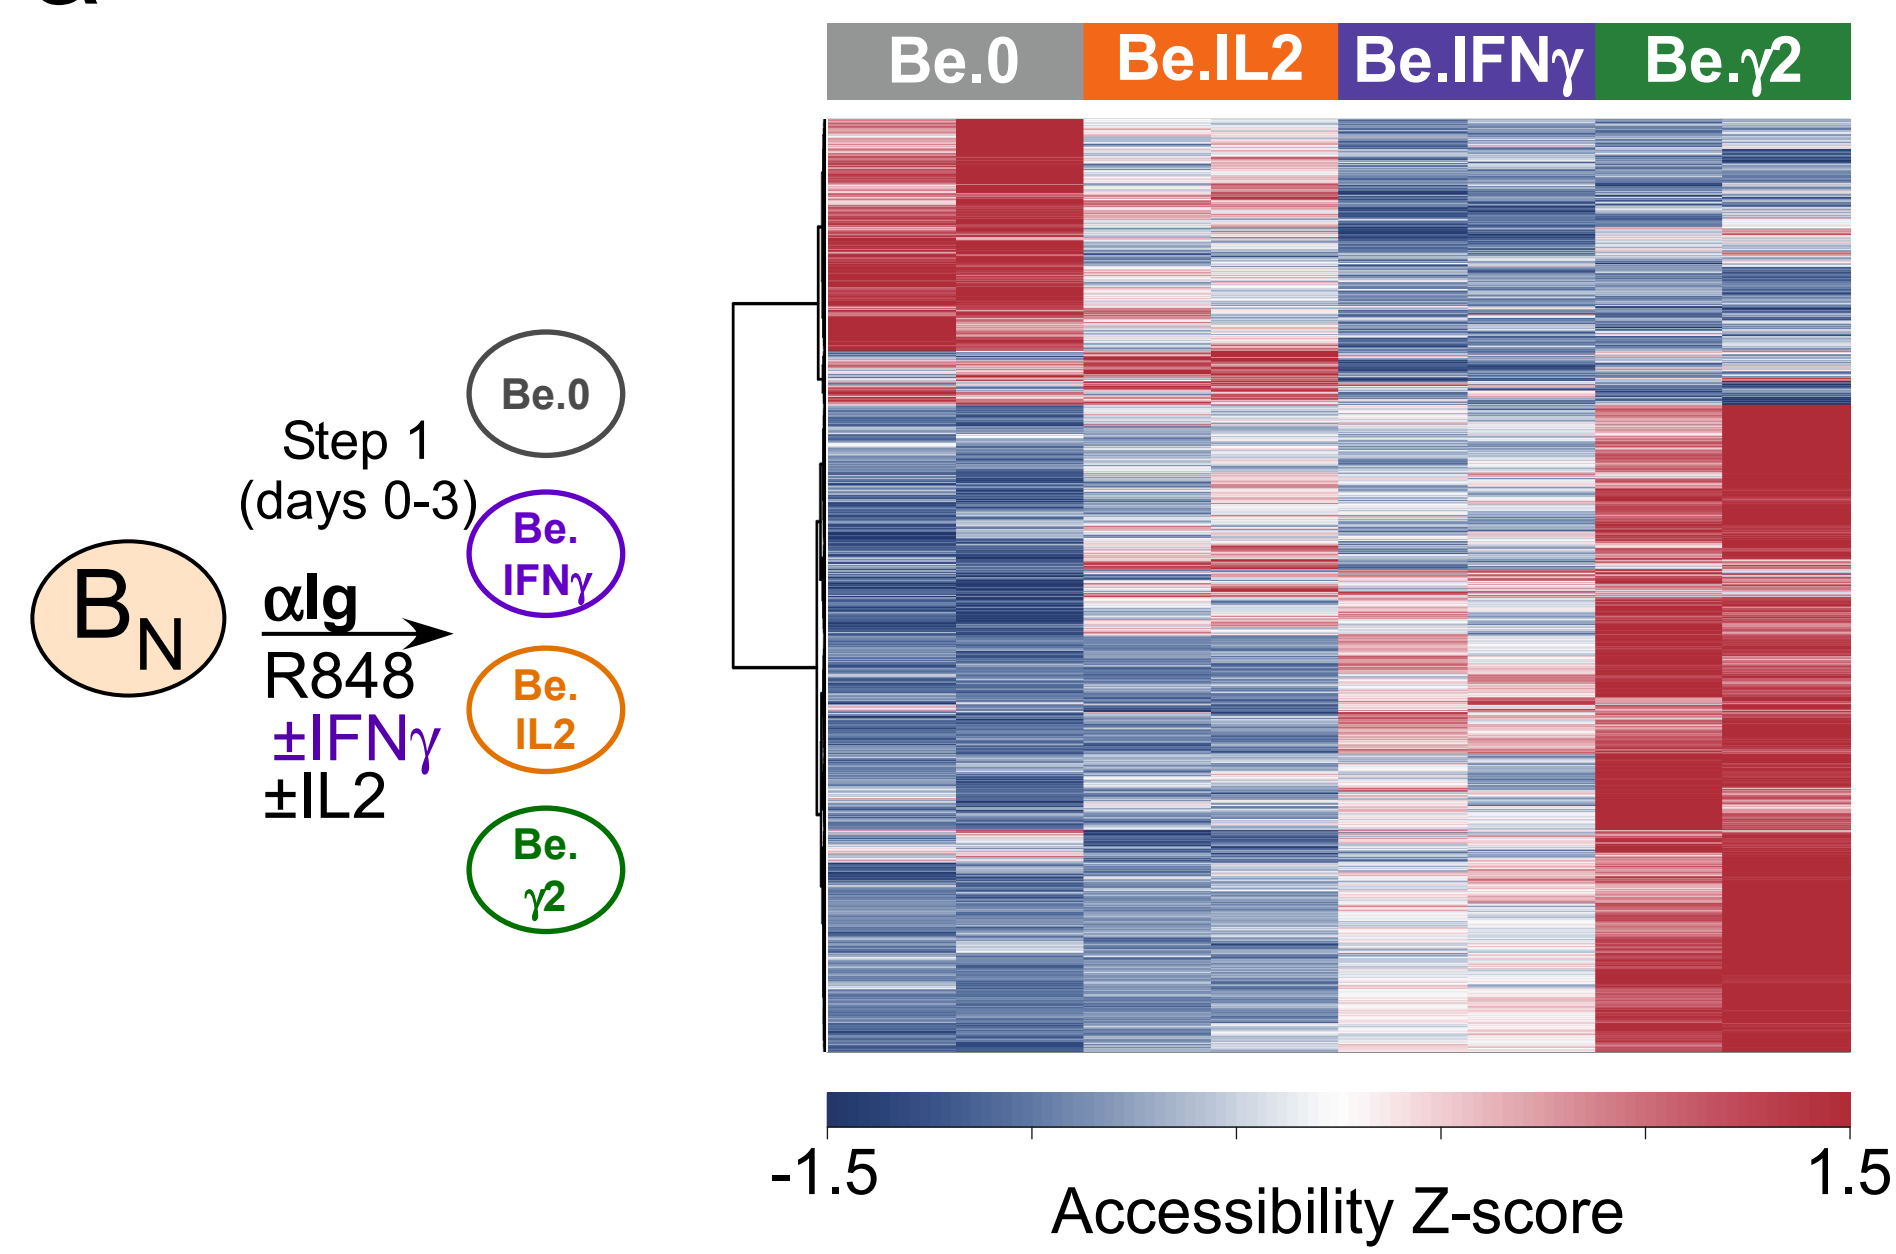 Be.0 Be.IL2 Be.IFNγ Be.γ2
Be.0
Step 1
(days 0-3)
Be.
IFNγ
BN
αIg
R848
±IFNγ
±IL2
Be.
IL2
Be.
γ2
-1.5 1.5
Accessibility Z-score